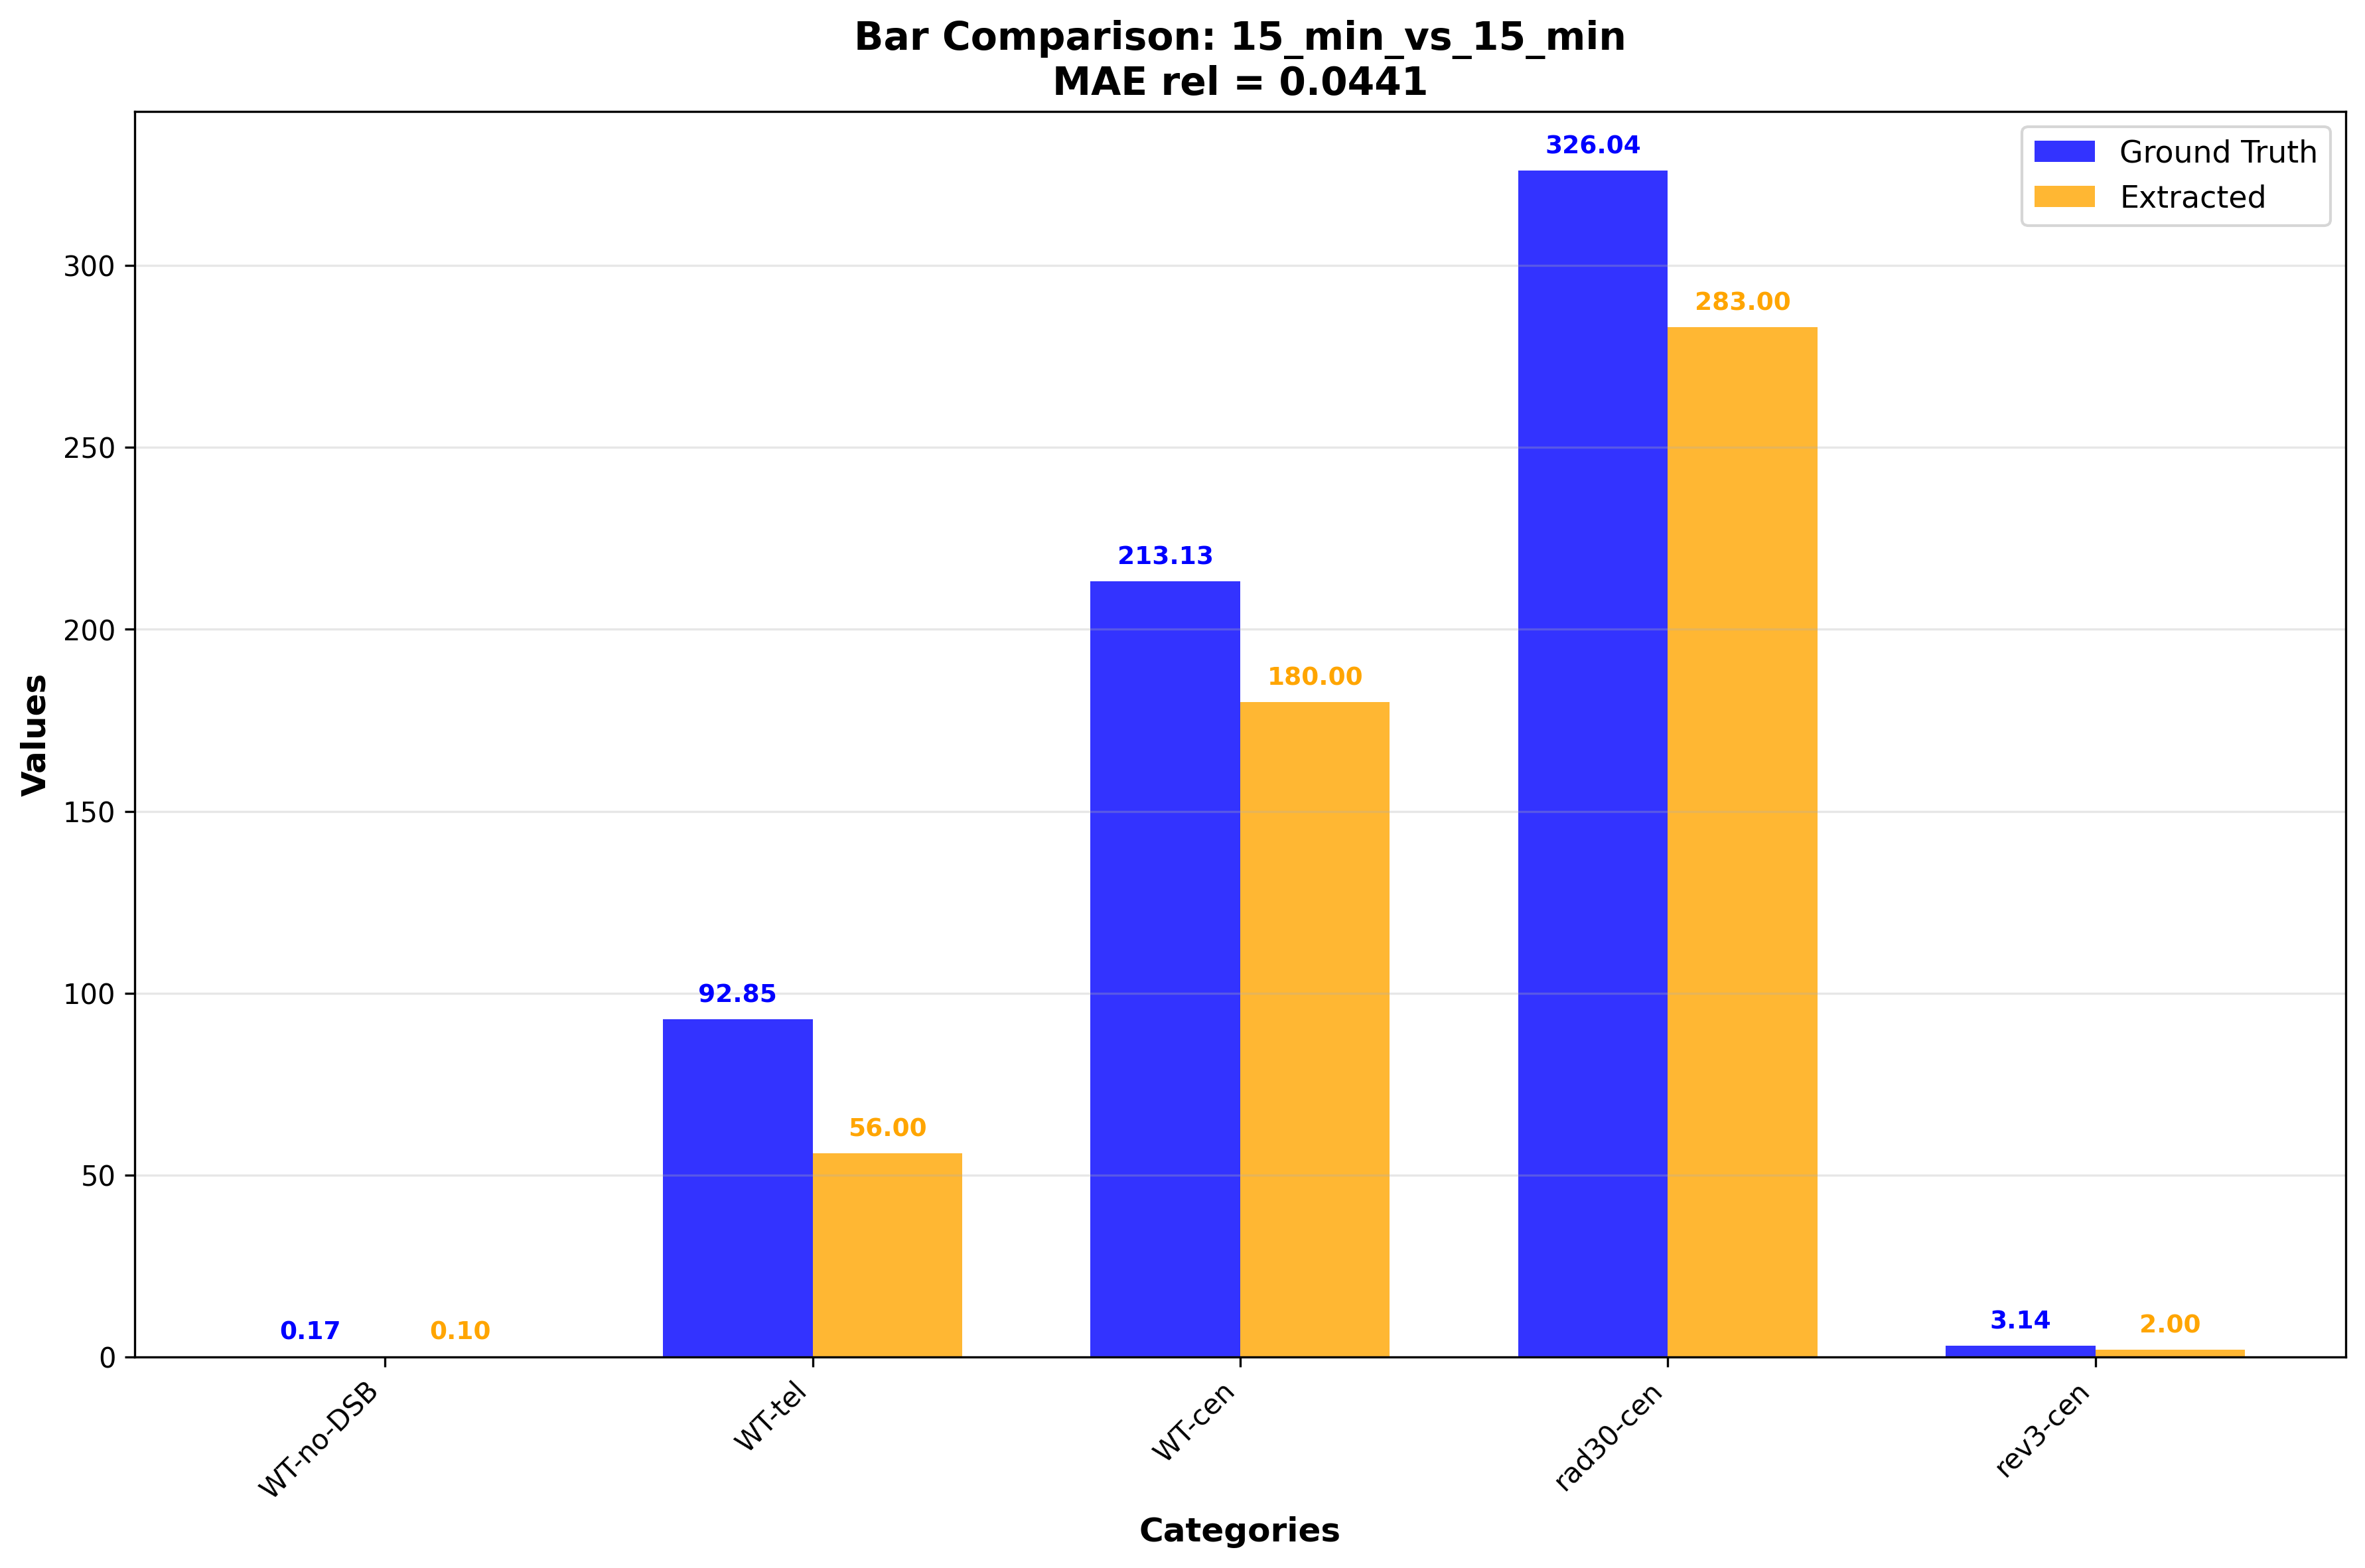 Bar Comparison: 15_min_vs_15_min
MAE rel = 0.0441
Ground Truth
Extracted
Values
300
250
200
150
100
50
0
0.17
0.10
92.85
56.00
213.13
180.00
326.04
283.00
3.14
2.00
WT-no-DSB
WT-tel
WT-cen
rad30-cen
rev3-cen
Categories